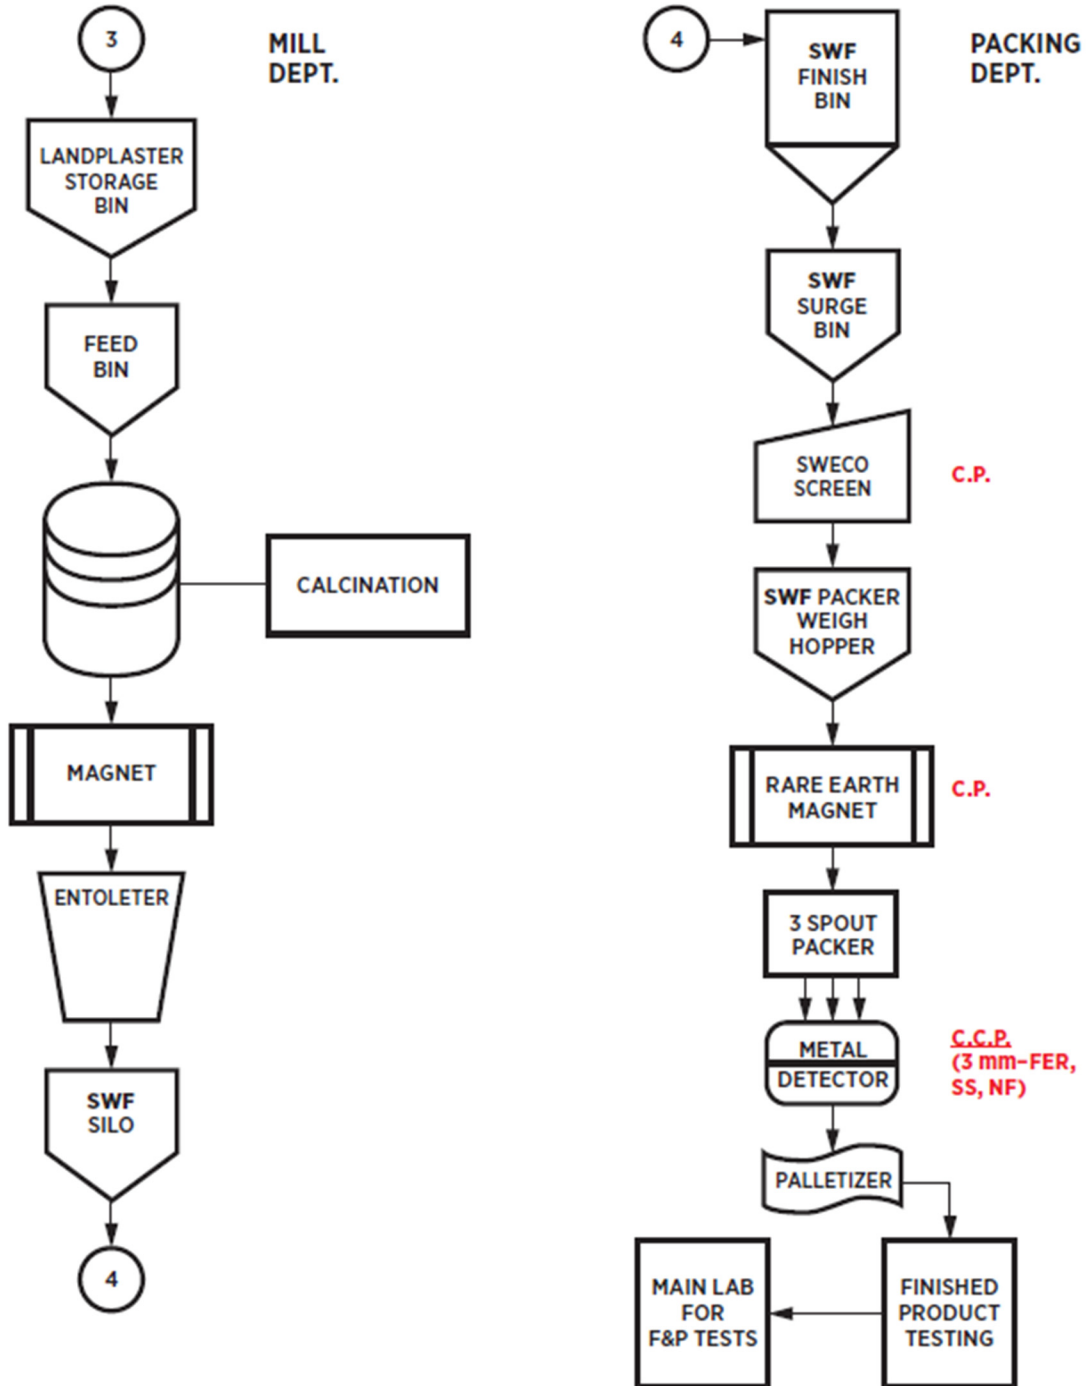 3
MILL
DEPT.
LANDPLASTER
STORAGE
BIN
FEED
BIN
CALCINATION
MAGNET
ENTOLETER
SWF
SILO
4
4
PACKING
DEPT.
SWF
FINISH
BIN
SWF
SURGE
BIN
SWECO
SCREEN
C.P.
SWF PACKER
WEIGH
HOPPER
RARE EARTH
MAGNET
C.P.
3 SPOUT
PACKER
METAL
DETECTOR
C.C.P.
(3 mm–FER,
SS, NF)
PALLETIZER
MAIN LAB
FOR
F&P TESTS
FINISHED
PRODUCT
TESTING